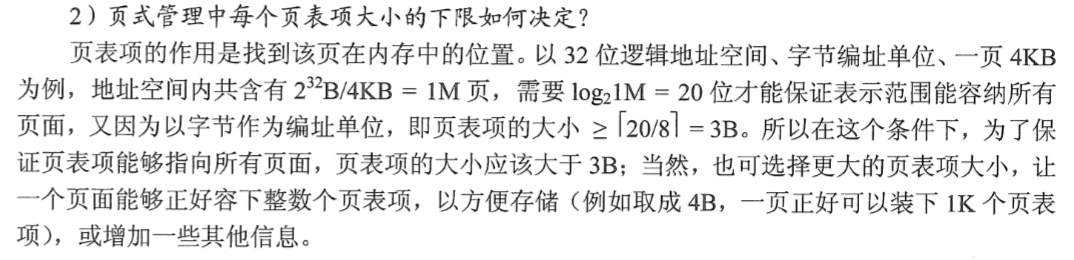 2）页式管理中每个页表项大小的下限如何决定？
页表项的作用是找到该页在内存中的位置。以 32 位逻辑地址空间、字节编址单位、一页 4KB
为例，地址空间内共含有 2³²B/4KB = 1M 页，需要 log₂1M = 20 位才能保证表示范围能容纳所有
页面，又因为以字节作为编址单位，即页表项的大小 ≥ ⌈20/8⌉ = 3B。所以在这个条件下，为了保
证页表项能够指向所有页面，页表项的大小应该大于 3B；当然，也可选择更大的页表项大小，让
一个页面能够正好容下整数个页表项，以方便存储（例如取成 4B，一页正好可以装下 1K 个页表
项），或增加一些其他信息。